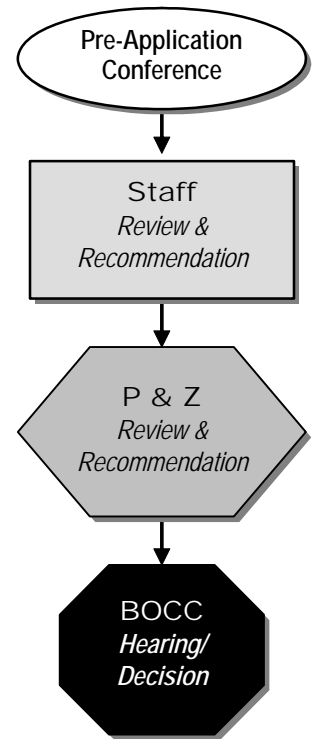 Pre-Application
Conference
Staff
Review &
Recommendation
P & Z
Review &
Recommendation
BOCC
Hearing/
Decision